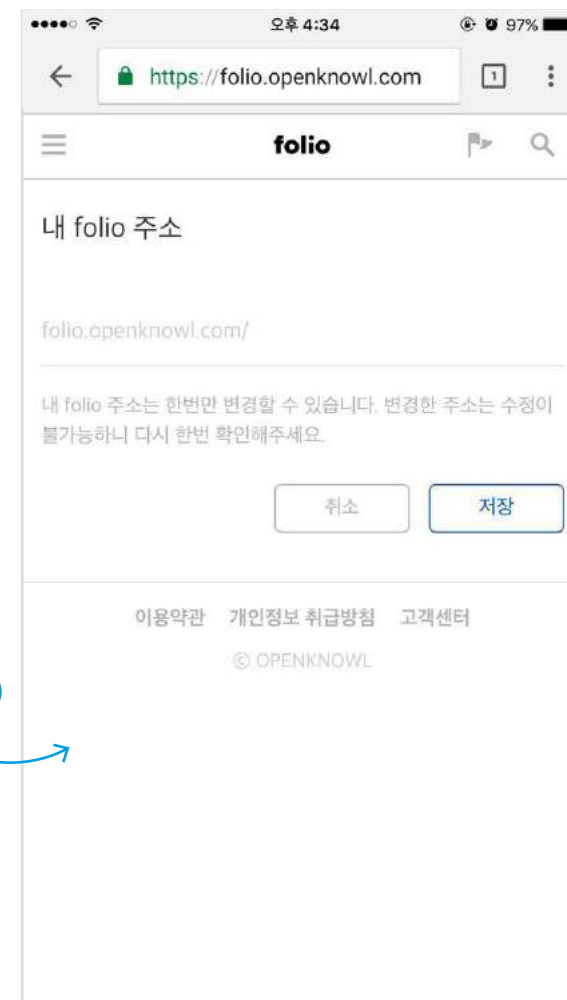 오후 4:34 97%
https://folio.openknowl.com 1
folio
내 folio 주소
folio.openknowl.com/
내 folio 주소는 한번만 변경할 수 있습니다. 변경한 주소는 수정이
불가능하니 다시 한번 확인해주세요.
취소 저장
이용약관 개인정보 취급방침 고객센터
© OPENKNOWL